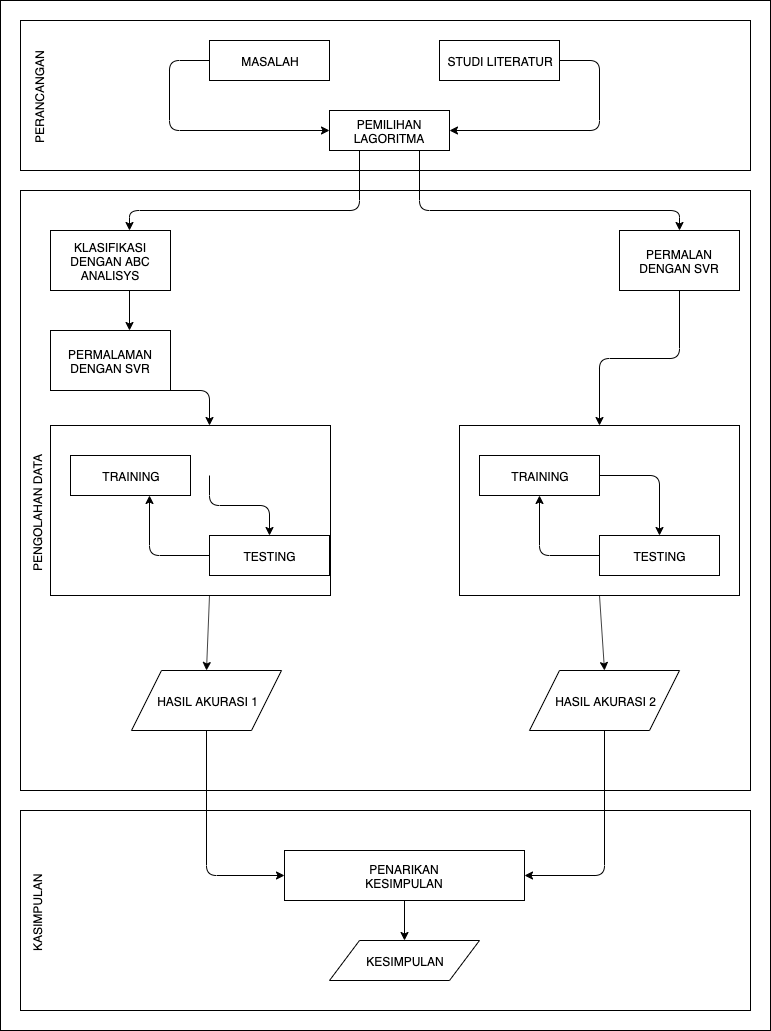 PERANCANGAN
MASALAH
STUDI LITERATUR
PEMILIHAN
LAGORITMA
PENGOLAHAN DATA
KLASIFIKASI
DENGAN ABC
ANALISYS
PERMALAN
DENGAN SVR
PERMALAMAN
DENGAN SVR
TRAINING
TESTING
TRAINING
TESTING
HASIL AKURASI 1
HASIL AKURASI 2
KASIMPULAN
PENARIKAN
KESIMPULAN
KESIMPULAN